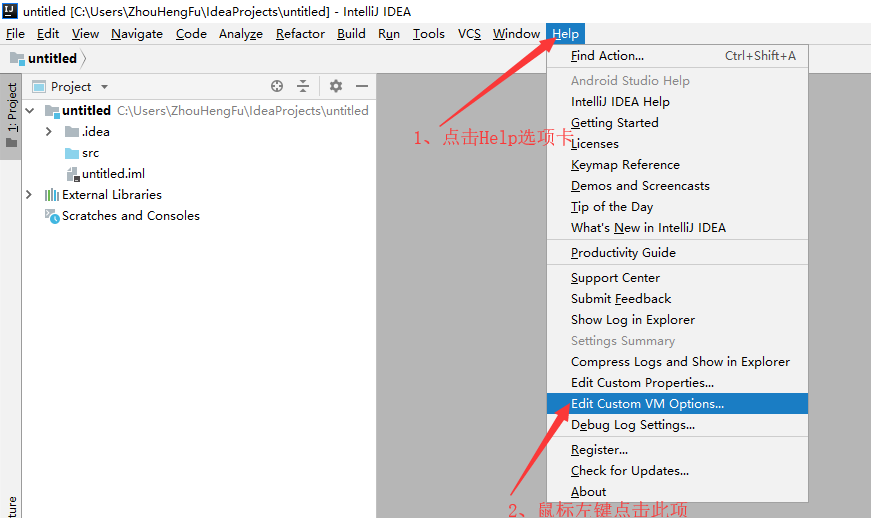 untitled [C:\Users\ZhouHengFu\IdeaProjects\untitled] - IntelliJ IDEA
File Edit View Navigate Code Analyze Refactor Build Run Tools VCS Window Help
untitled
Find Action... Ctrl+Shift+A
Android Studio Help
IntelliJ IDEA Help
Getting Started
Licenses
Keymap Reference
Demos and Screencasts
Tip of the Day
What's New in IntelliJ IDEA
Productivity Guide
Support Center
Submit Feedback
Show Log in Explorer
Settings Summary
Compress Logs and Show in Explorer
Edit Custom Properties...
Edit Custom VM Options...
Debug Log Settings...
Register...
Check for Updates...
About
1: Project
Project
untitled C:\Users\ZhouHengFu\IdeaProjects\untitled
.idea
src
untitled.iml
External Libraries
Scratches and Consoles
1、点击Help选项卡
2、鼠标左键点击此项
ture